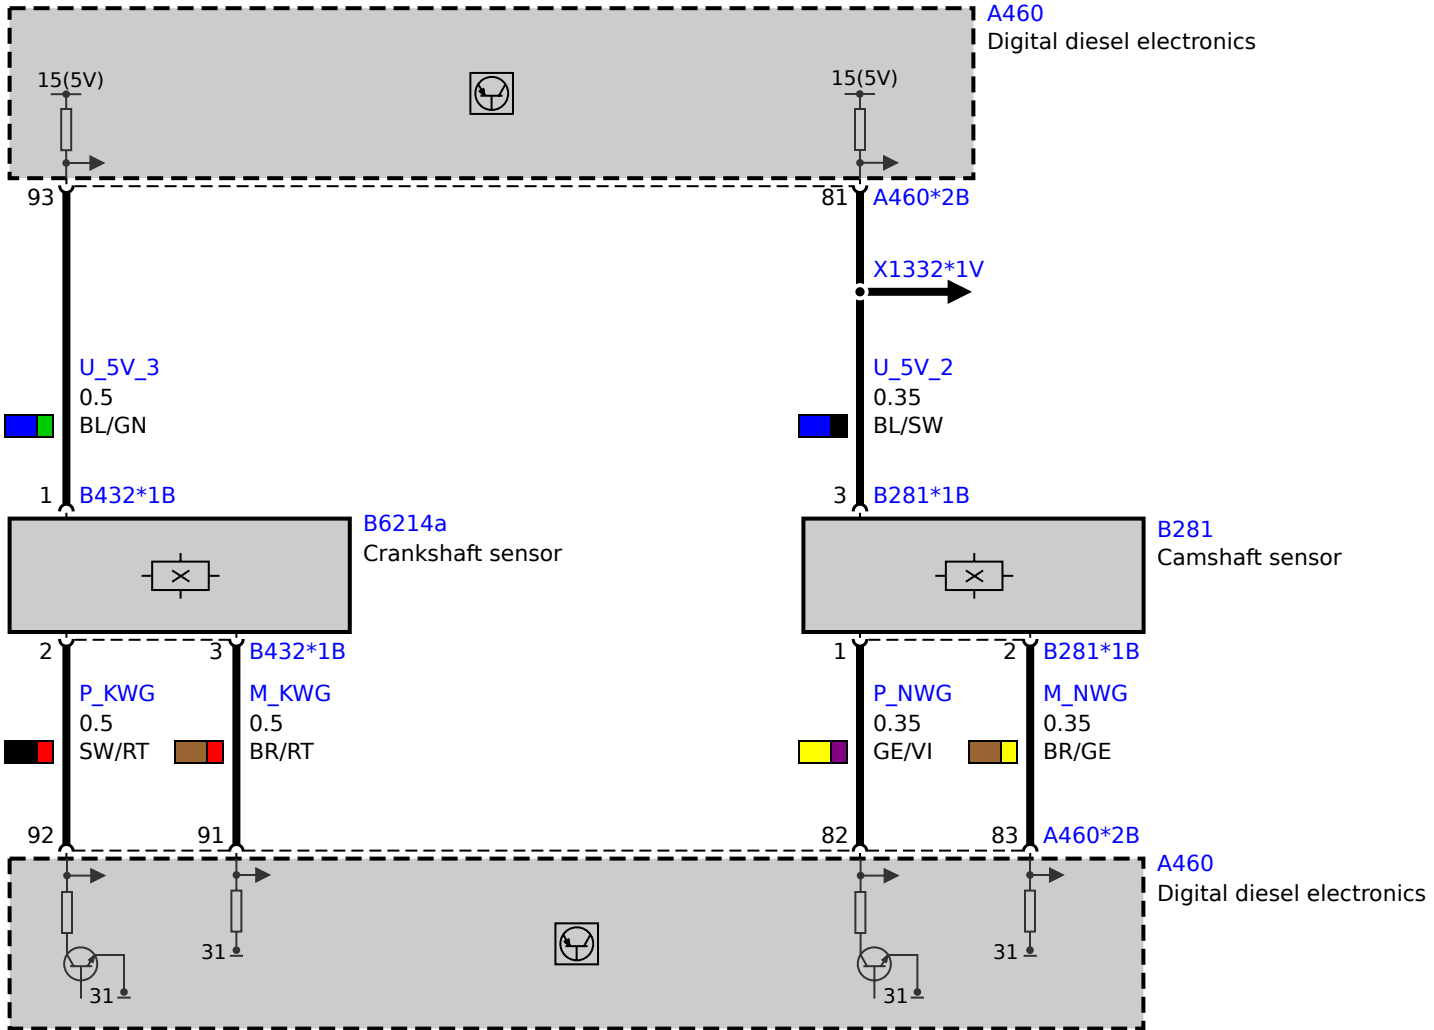 A460
Digital diesel electronics
15(5V)
15(5V)
93
81 A460*2B
X1332*1V
U_5V_3
0.5
BL/GN
U_5V_2
0.35
BL/SW
1 B432*1B
3 B281*1B
B6214a
Crankshaft sensor
B281
Camshaft sensor
2
3 B432*1B
1
2 B281*1B
P_KWG
0.5
SW/RT
M_KWG
0.5
BR/RT
P_NWG
0.35
GE/VI
M_NWG
0.35
BR/GE
92
91
82
83 A460*2B
A460
Digital diesel electronics
31
31
31
31